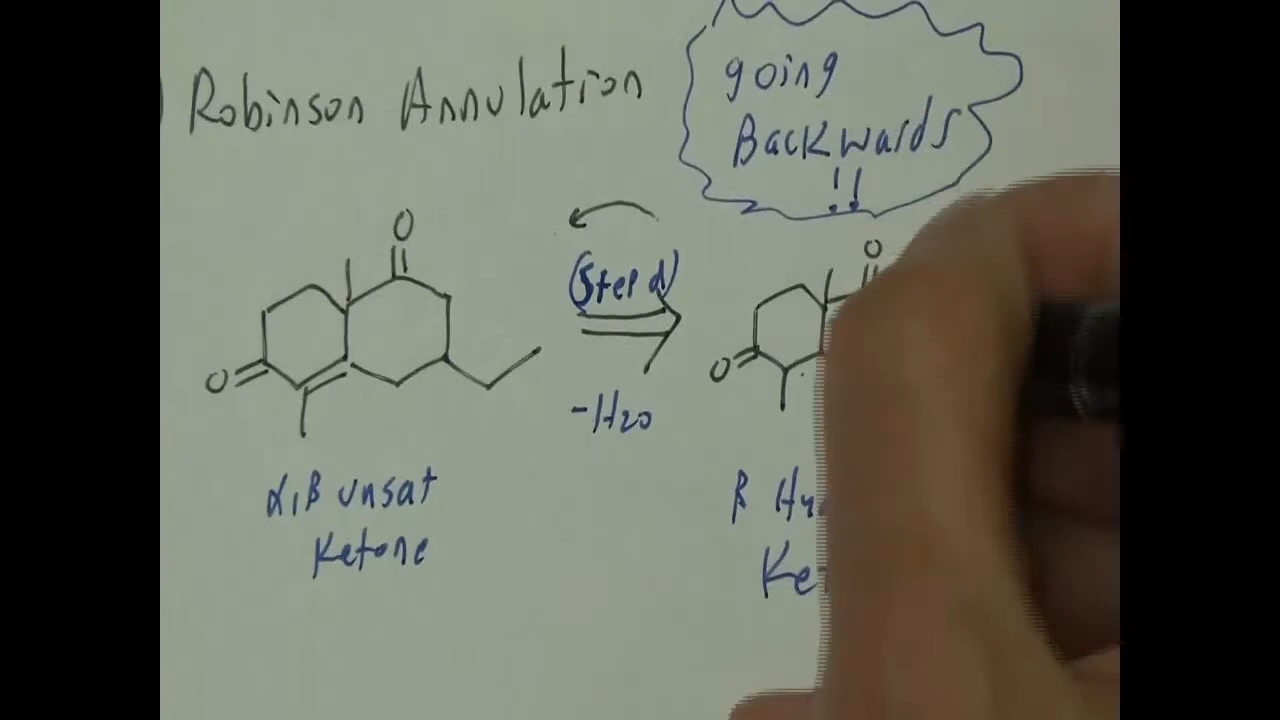 Robinson Annulation
going
Backwards
!!
O
O
(Step d)
O
O
-H2O
α,β unsat
Ketone
β